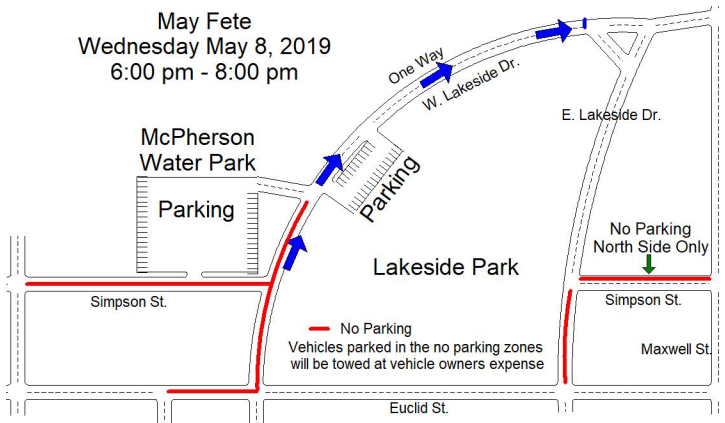 May Fete
Wednesday May 8, 2019
6:00 pm - 8:00 pm
One Way
W. Lakeside Dr.
E. Lakeside Dr.
McPherson
Water Park
Parking
Parking
No Parking
North Side Only
Lakeside Park
Simpson St.
Simpson St.
No Parking
Vehicles parked in the no parking zones
will be towed at vehicle owners expense
Maxwell St.
Euclid St.